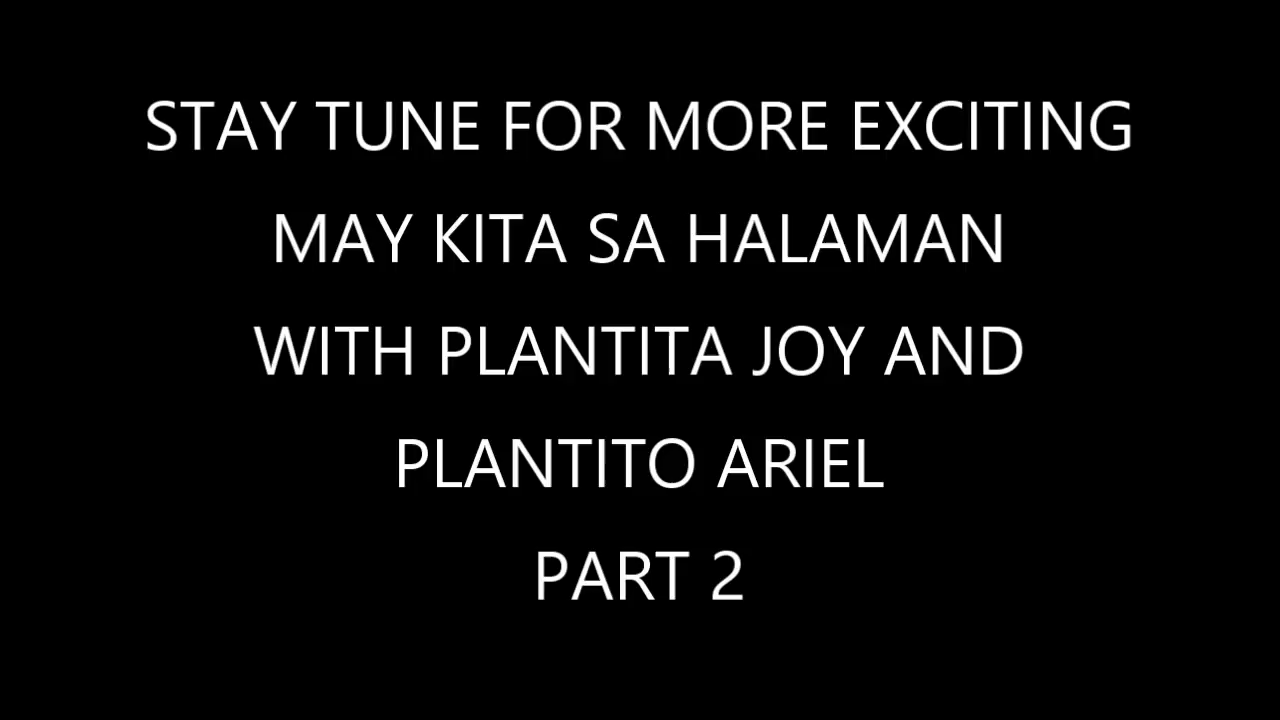 STAY TUNE FOR MORE EXCITING
MAY KITA SA HALAMAN
WITH PLANTITA JOY AND
PLANTITO ARIEL
PART 2